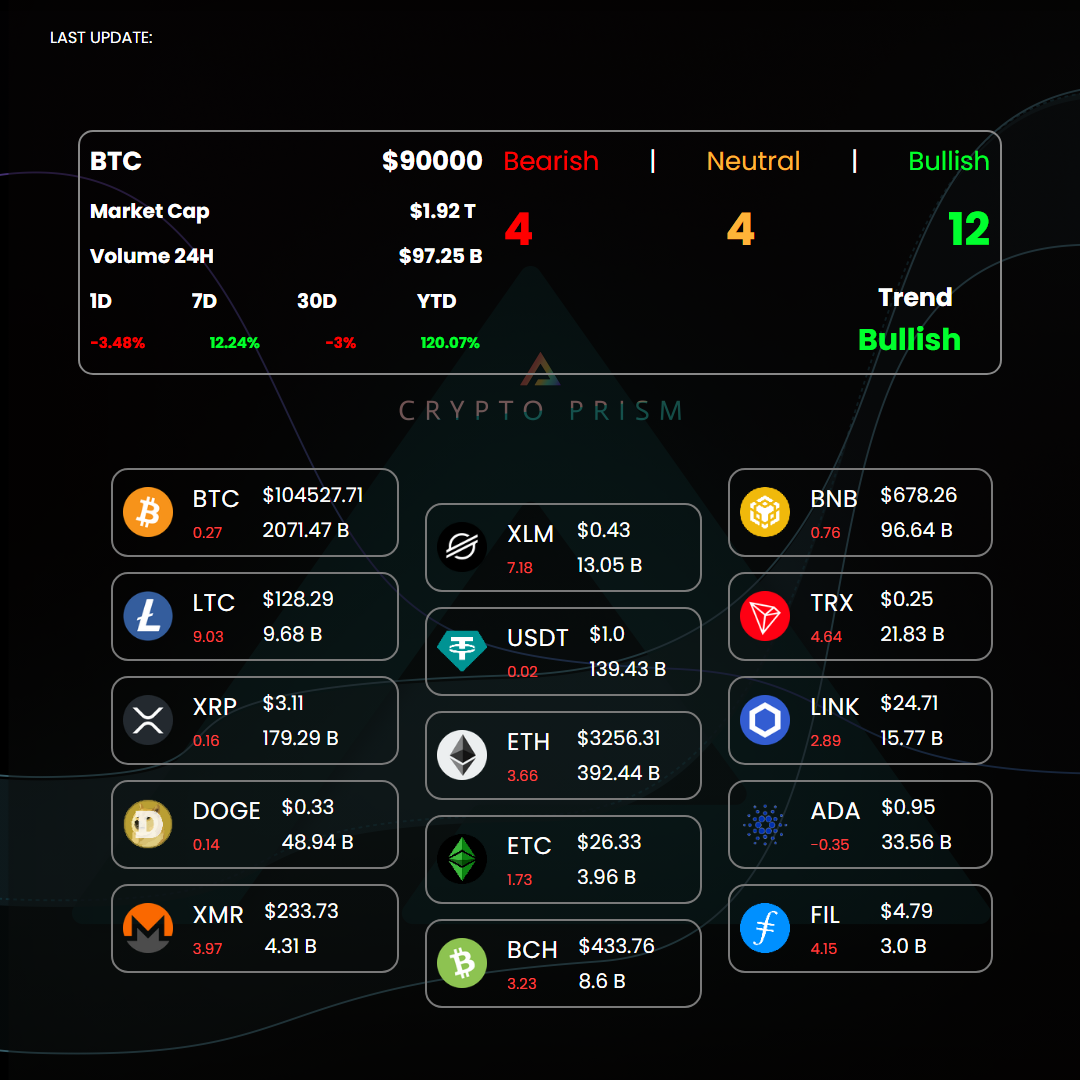 LAST UPDATE:
BTC $90000 Bearish | Neutral | Bullish
Market Cap $1.92 T 4 4 12
Volume 24H $97.25 B
1D 7D 30D YTD Trend
-3.48% 12.24% -3% 120.07% Bullish
CRYPTO PRISM
BTC $104527.71
0.27 2071.47 B
LTC $128.29
9.03 9.68 B
XRP $3.11
0.16 179.29 B
DOGE $0.33
0.14 48.94 B
XMR $233.73
3.97 4.31 B
XLM $0.43
7.18 13.05 B
USDT $1.0
0.02 139.43 B
ETH $3256.31
3.66 392.44 B
ETC $26.33
1.73 3.96 B
BCH $433.76
3.23 8.6 B
BNB $678.26
0.76 96.64 B
TRX $0.25
4.64 21.83 B
LINK $24.71
2.89 15.77 B
ADA $0.95
-0.35 33.56 B
FIL $4.79
4.15 3.0 B